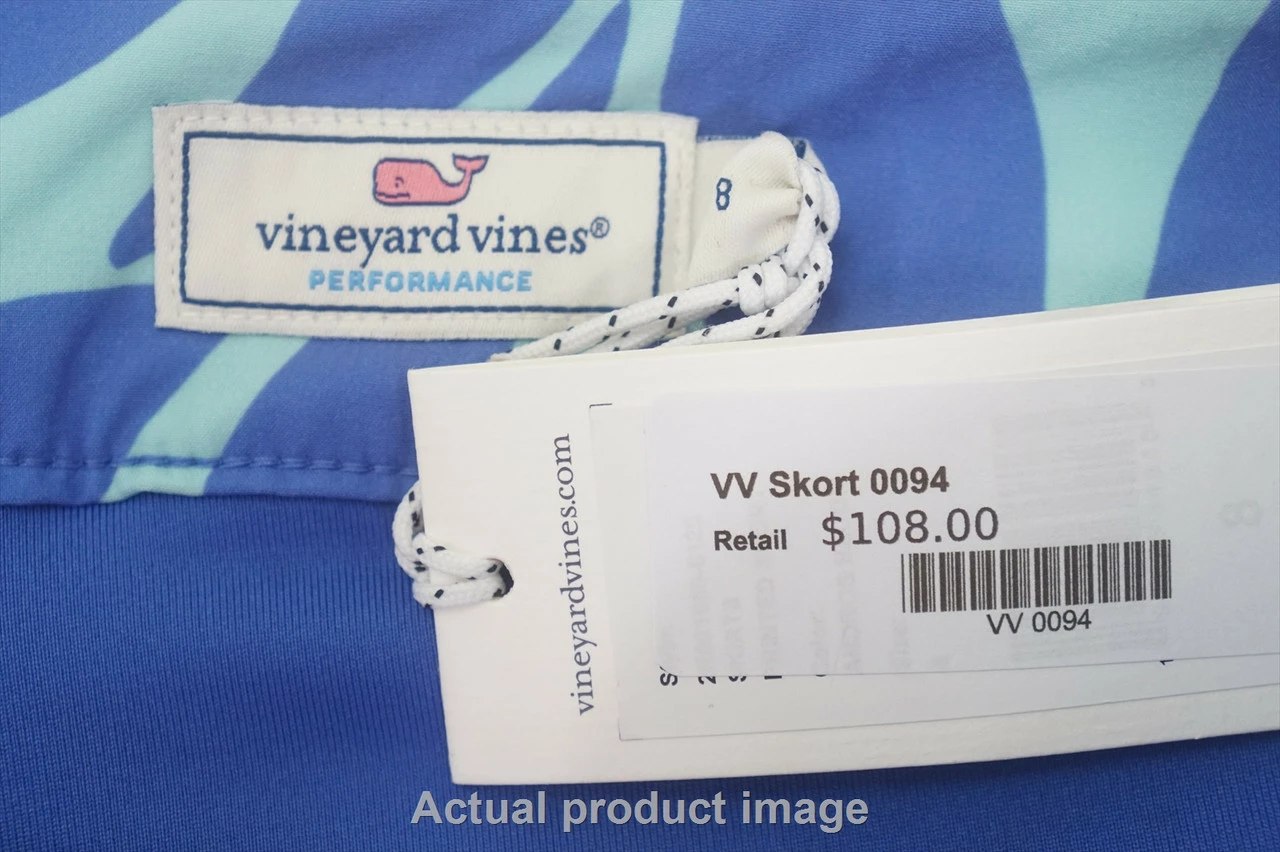 vineyard vines®
PERFORMANCE
8
vineyardvines.com
VV Skort 0094
Retail $108.00
VV 0094
Actual product image